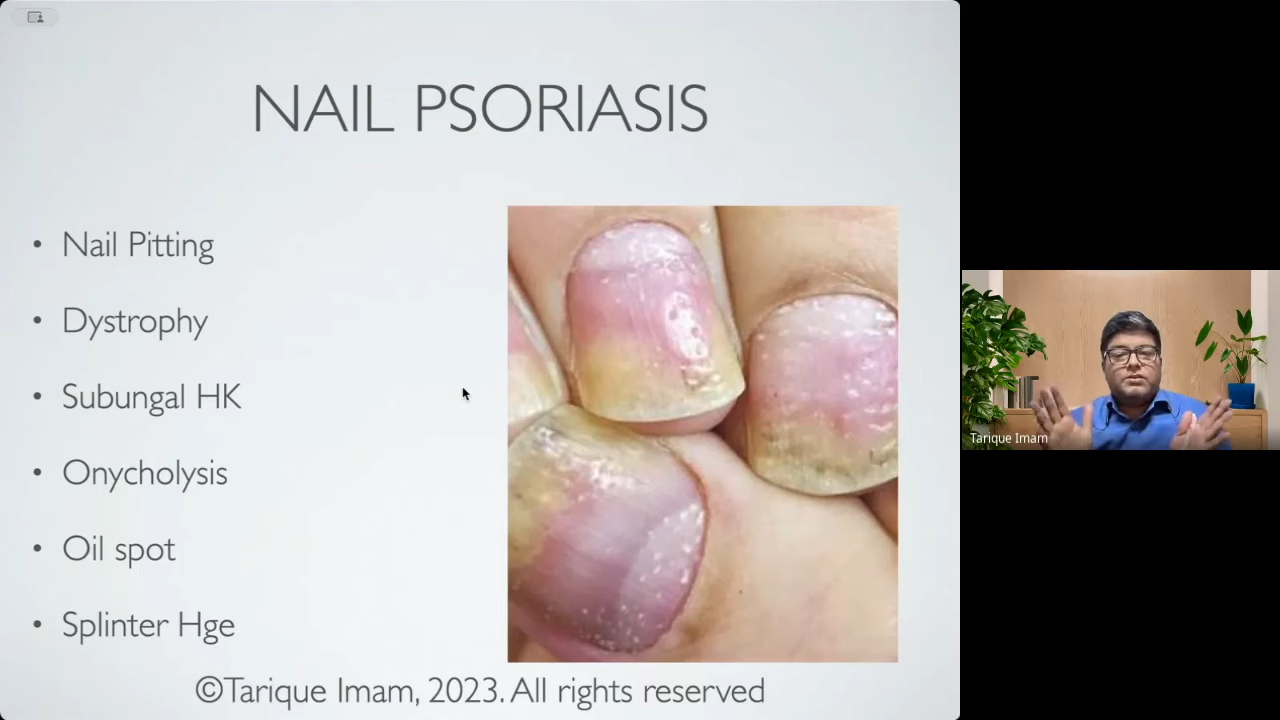 NAIL PSORIASIS
• Nail Pitting
• Dystrophy
• Subungal HK
• Onycholysis
• Oil spot
• Splinter Hge
©Tarique Imam, 2023. All rights reserved
Tarique Imam